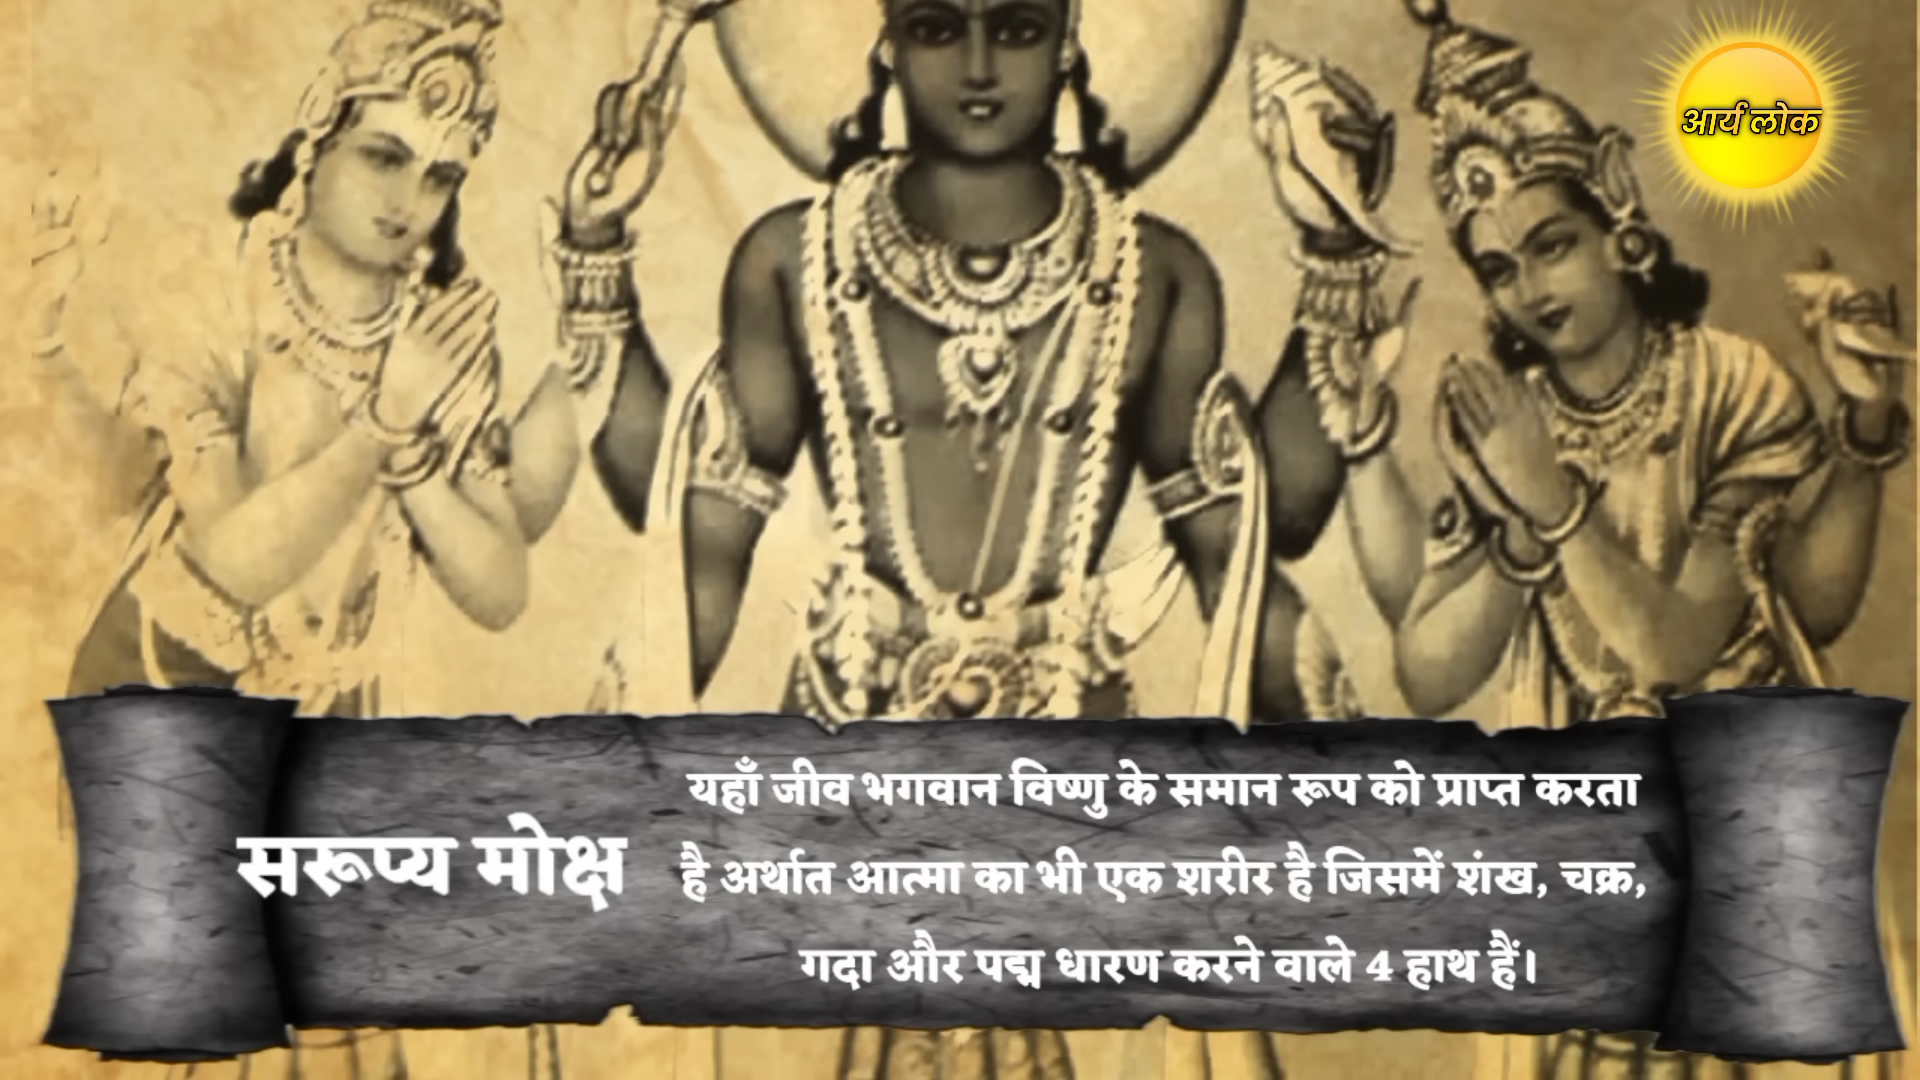 आर्य लोक
सरूप्य मोक्ष
यहाँ जीव भगवान विष्णु के समान रूप को प्राप्त करता
है अर्थात आत्मा का भी एक शरीर है जिसमें शंख, चक्र,
गदा और पद्म धारण करने वाले 4 हाथ हैं।